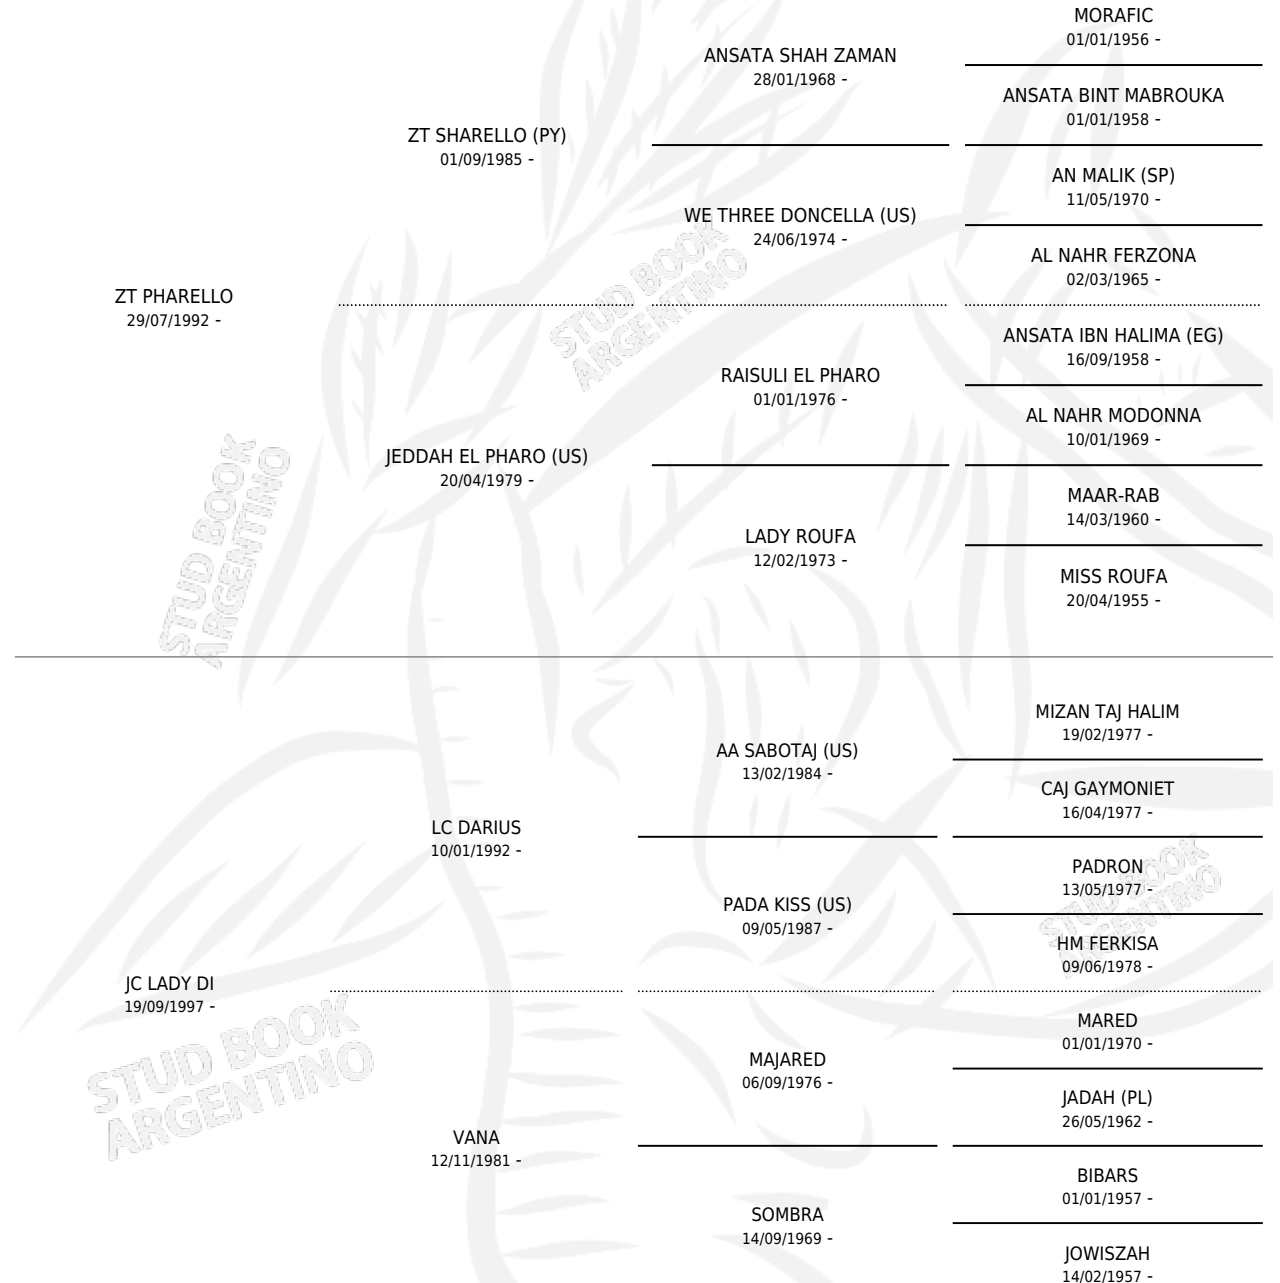 MORAFIC
01/01/1956 -
ANSATA SHAH ZAMAN
28/01/1968 -
ANSATA BINT MABROUKA
01/01/1958 -
ZT SHARELLO (PY)
01/09/1985 -
AN MALIK (SP)
11/05/1970 -
WE THREE DONCELLA (US)
24/06/1974 -
AL NAHR FERZONA
02/03/1965 -
ZT PHARELLO
29/07/1992 -
STUD BOOK
ARGENTINO
ANSATA IBN HALIMA (EG)
16/09/1958 -
RAISULI EL PHARO
01/01/1976 -
AL NAHR MODONNA
10/01/1969 -
JEDDAH EL PHARO (US)
20/04/1979 -
MAAR-RAB
14/03/1960 -
LADY ROUFA
12/02/1973 -
MISS ROUFA
20/04/1955 -
STUD BOOK
ARGENTINO
MIZAN TAJ HALIM
19/02/1977 -
AA SABOTAJ (US)
13/02/1984 -
CAJ GAYMONIET
16/04/1977 -
LC DARIUS
10/01/1992 -
PADRON
13/05/1977 -
PADA KISS (US)
09/05/1987 -
HM FERKISA
09/06/1978 -
STUD BOOK
ARGENTINO
JC LADY DI
19/09/1997 -
MARED
01/01/1970 -
MAJARED
06/09/1976 -
JADAH (PL)
26/05/1962 -
STUD BOOK
ARGENTINO
VANA
12/11/1981 -
BIBARS
01/01/1957 -
SOMBRA
14/09/1969 -
JOWISZAH
14/02/1957 -